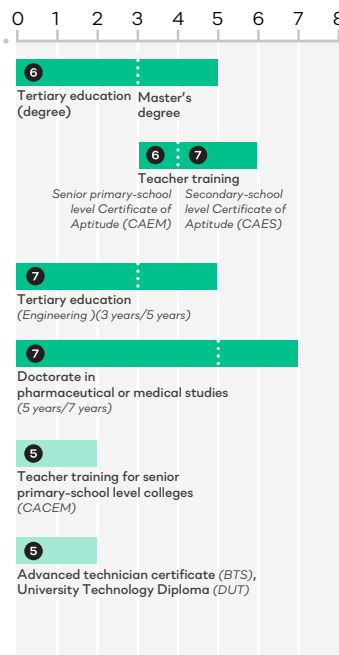 0 1 2 3 4 5 6 7 8
6
Tertiary education
(degree)
Master's
degree
6 7
Teacher training
Senior primary-school
level Certificate of
Aptitude (CAEM)
Secondary-school
level Certificate of
Aptitude (CAES)
7
Tertiary education
(Engineering )(3 years/5 years)
7
Doctorate in
pharmaceutical or medical studies
(5 years/7 years)
5
Teacher training for senior
primary-school level colleges
(CACEM)
5
Advanced technician certificate (BTS),
University Technology Diploma (DUT)